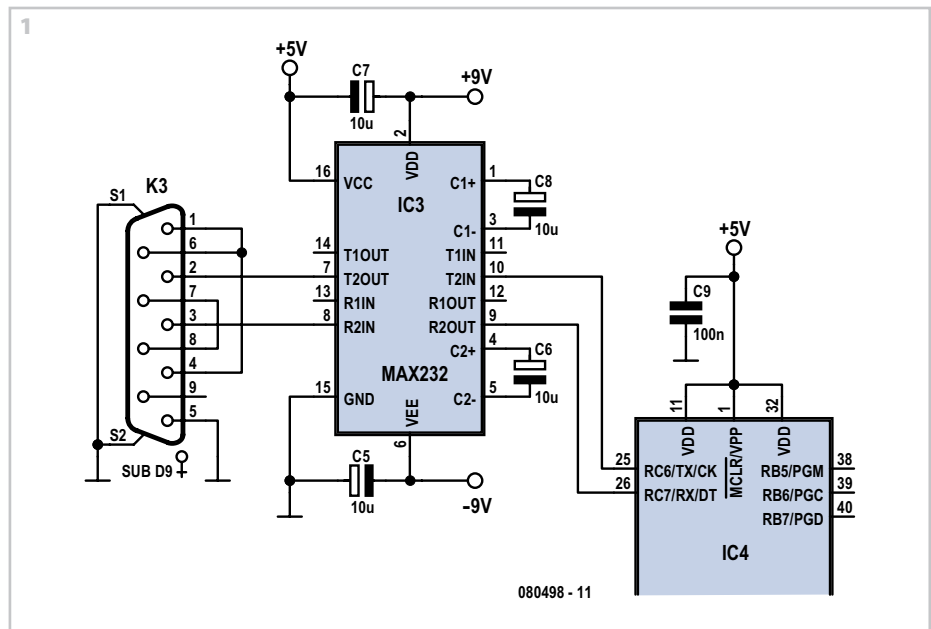 1
+5V
C7
10u
+9V
2
VDD
16
VCC
IC3
C1+
1
C8
10u
C1-
3
14
T1OUT
T1IN
11
7
T2OUT
T2IN
10
13
R1IN
R1OUT
12
8
R2IN
R2OUT
9
C2+
4
C6
10u
MAX232
15
GND
C2-
5
VEE
6
C5
10u
-9V
K3
S1
1
6
2
7
3
8
4
9
5
S2
SUB D9
+5V
C9
100n
11
1
32
VDD
MCLR/VPP
VDD
25
RC6/TX/CK
RB5/PGM
38
26
RC7/RX/DT
RB6/PGC
39
RB7/PGD
40
IC4
080498 - 11